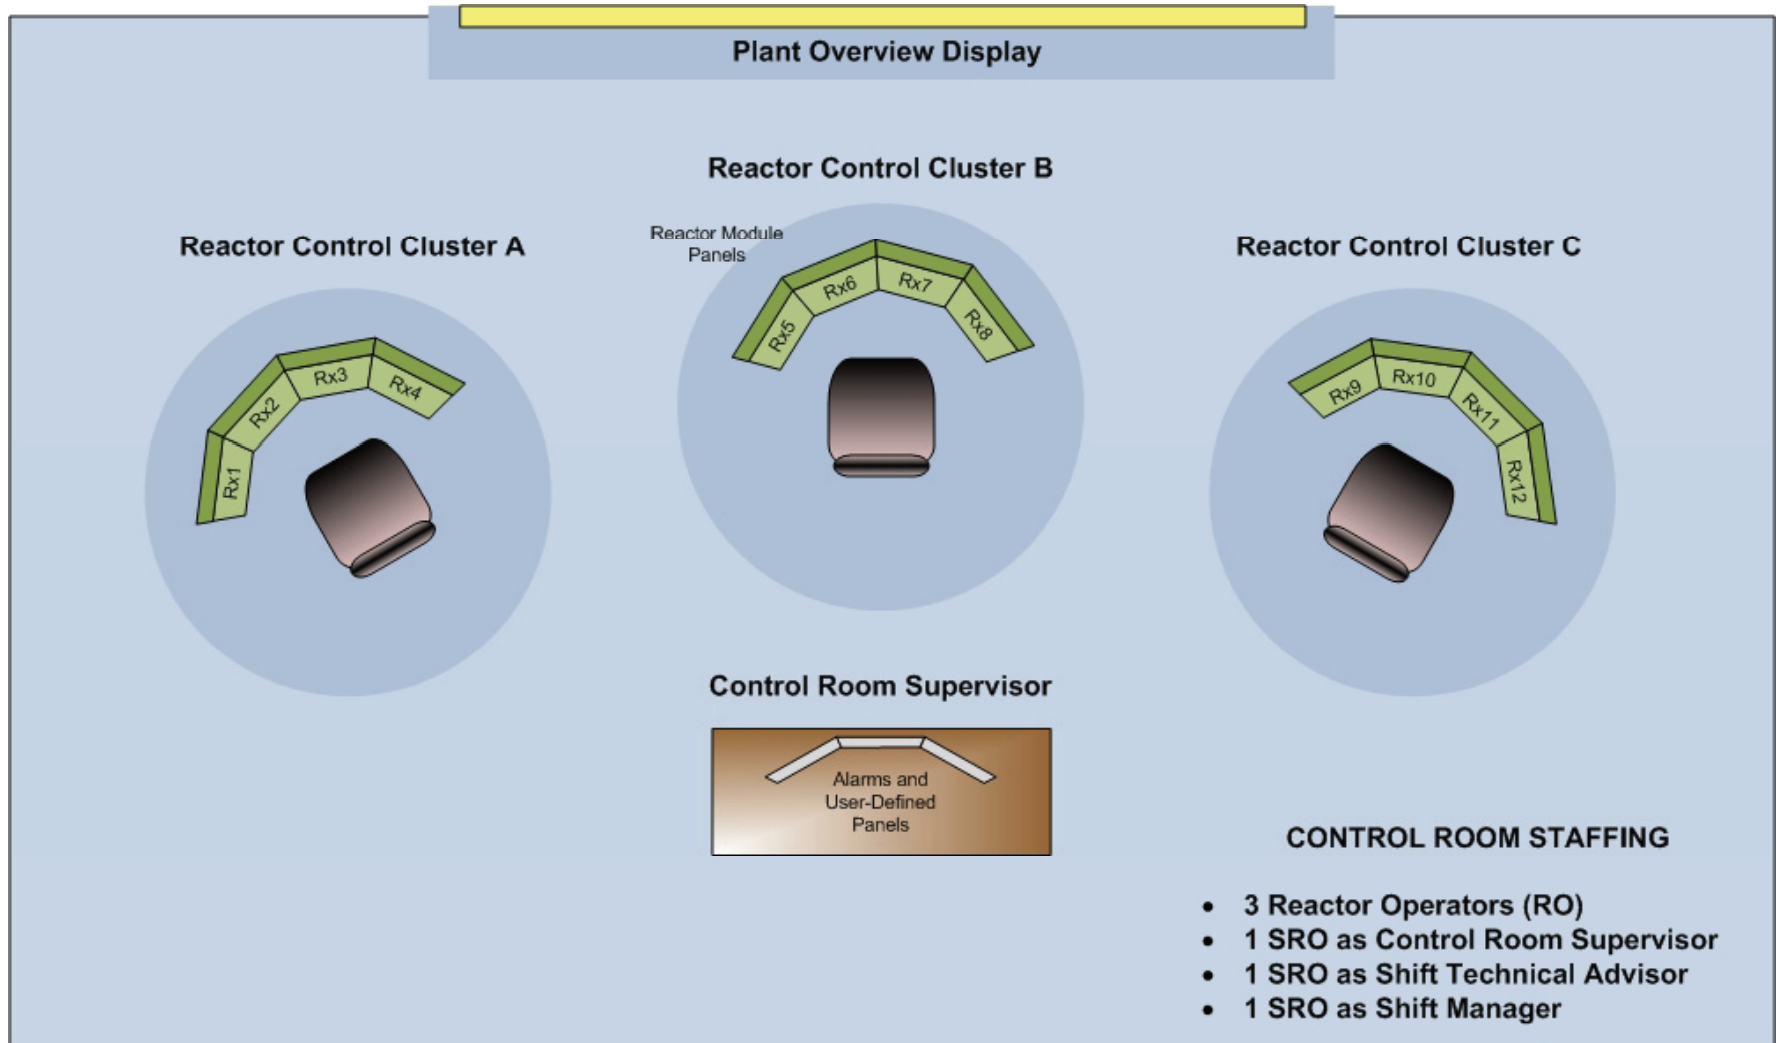 Plant Overview Display
Reactor Control Cluster B
Reactor Module
Panels
Reactor Control Cluster A
Reactor Control Cluster C
Rx1
Rx2
Rx3
Rx4
Rx5
Rx6
Rx7
Rx8
Rx9
Rx10
Rx11
Rx12
Control Room Supervisor
Alarms and
User-Defined
Panels
CONTROL ROOM STAFFING
• 3 Reactor Operators (RO)
• 1 SRO as Control Room Supervisor
• 1 SRO as Shift Technical Advisor
• 1 SRO as Shift Manager